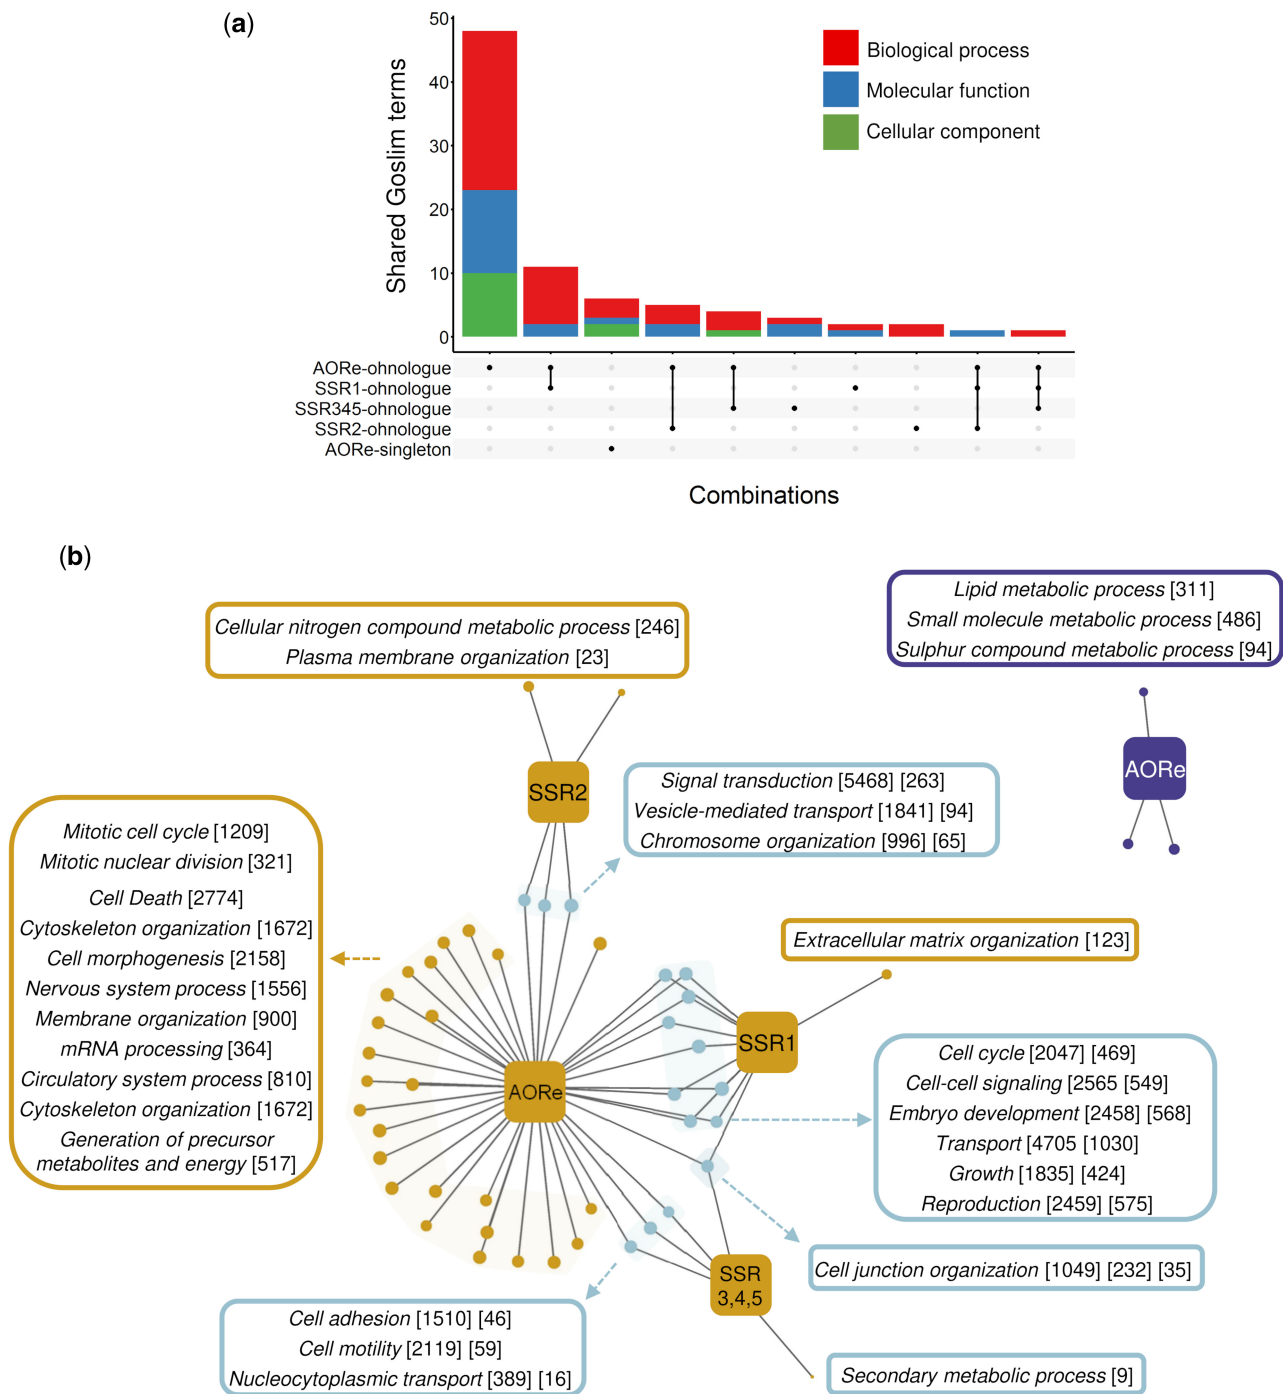 (a)
50
40
30
20
10
0
Shared Goslim terms
Biological process
Molecular function
Cellular component
AORe-ohnologue
SSR1-ohnologue
SSR345-ohnologue
SSR2-ohnologue
AORe-singleton
Combinations
(b)
Cellular nitrogen compound metabolic process [246]
Plasma membrane organization [23]
Lipid metabolic process [311]
Small molecule metabolic process [486]
Sulphur compound metabolic process [94]
AORe
SSR2
Signal transduction [5468] [263]
Vesicle-mediated transport [1841] [94]
Chromosome organization [996] [65]
Mitotic cell cycle [1209]
Mitotic nuclear division [321]
Cell Death [2774]
Cytoskeleton organization [1672]
Cell morphogenesis [2158]
Nervous system process [1556]
Membrane organization [900]
mRNA processing [364]
Circulatory system process [810]
Cytoskeleton organization [1672]
Generation of precursor
metabolites and energy [517]
Extracellular matrix organization [123]
SSR1
AORe
Cell cycle [2047] [469]
Cell-cell signaling [2565] [549]
Embryo development [2458] [568]
Transport [4705] [1030]
Growth [1835] [424]
Reproduction [2459] [575]
Cell junction organization [1049] [232] [35]
SSR
3,4,5
Cell adhesion [1510] [46]
Cell motility [2119] [59]
Nucleocytoplasmic transport [389] [16]
Secondary metabolic process [9]